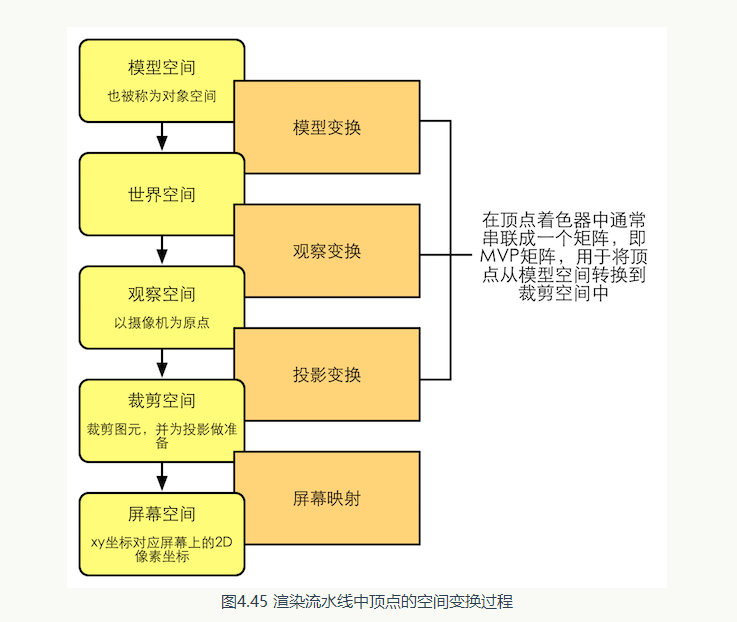 模型空间
也被称为对象空间
模型变换
世界空间
观察变换
观察空间
以摄像机为原点
投影变换
裁剪空间
裁剪图元，并为投影做准
备
屏幕映射
屏幕空间
xy坐标对应屏幕上的2D
像素坐标
在顶点着色器中通常
串联成一个矩阵，即
MVP矩阵，用于将顶
点从模型空间转换到
裁剪空间中
图4.45 渲染流水线中顶点的空间变换过程